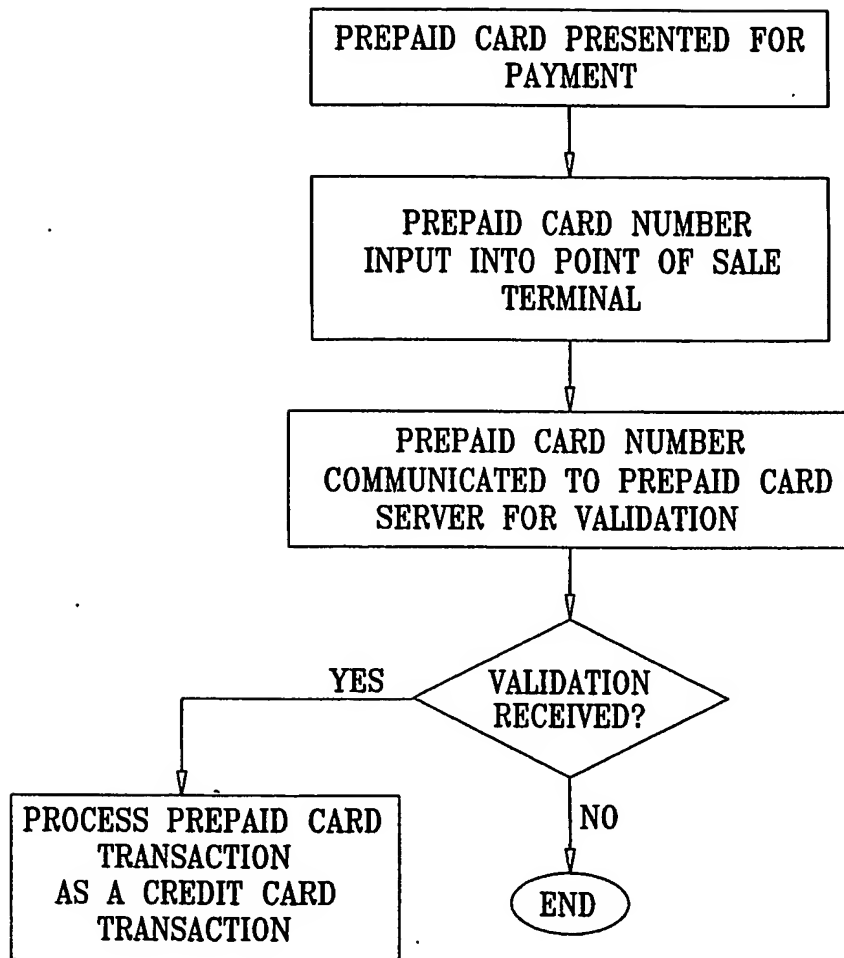 PREPAID CARD PRESENTED FOR
PAYMENT
PREPAID CARD NUMBER
INPUT INTO POINT OF SALE
TERMINAL
PREPAID CARD NUMBER
COMMUNICATED TO PREPAID CARD
SERVER FOR VALIDATION
YES
VALIDATION
RECEIVED?
NO
END
PROCESS PREPAID CARD
TRANSACTION
AS A CREDIT CARD
TRANSACTION